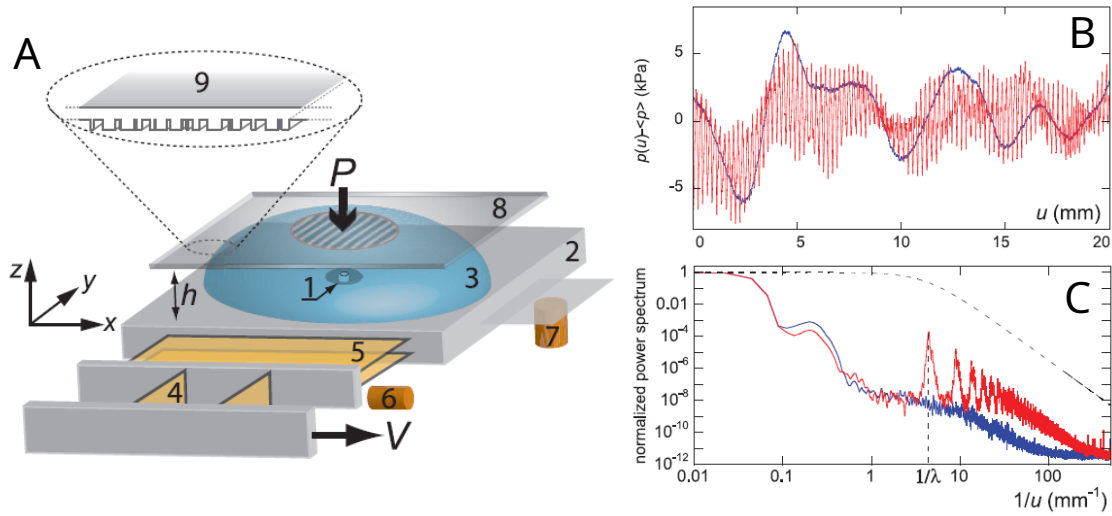 A
9
P
8
2
1
3
z
y
x
h
7
5
4
6
V
B
p(u)-<p> (kPa)
5
0
-5
0 5 10 15 20
u (mm)
C
normalized power spectrum
1
0.01
10⁻⁴
10⁻⁶
10⁻⁸
10⁻¹⁰
10⁻¹²
0.01 0.1 1 1/λ 10 100
1/u (mm⁻¹)